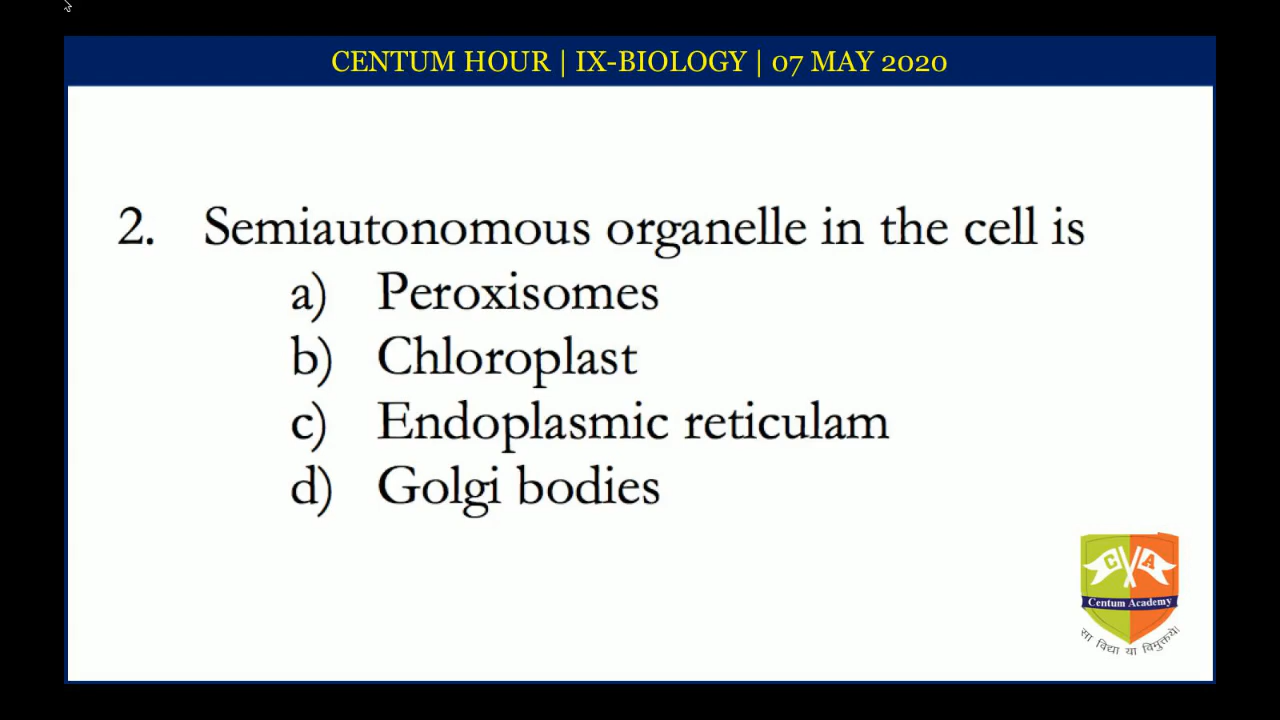 CENTUM HOUR | IX-BIOLOGY | 07 MAY 2020
2. Semiautonomous organelle in the cell is
a) Peroxisomes
b) Chloroplast
c) Endoplasmic reticulam
d) Golgi bodies
C A
Centum Academy
सा विद्या या विमुक्तये।